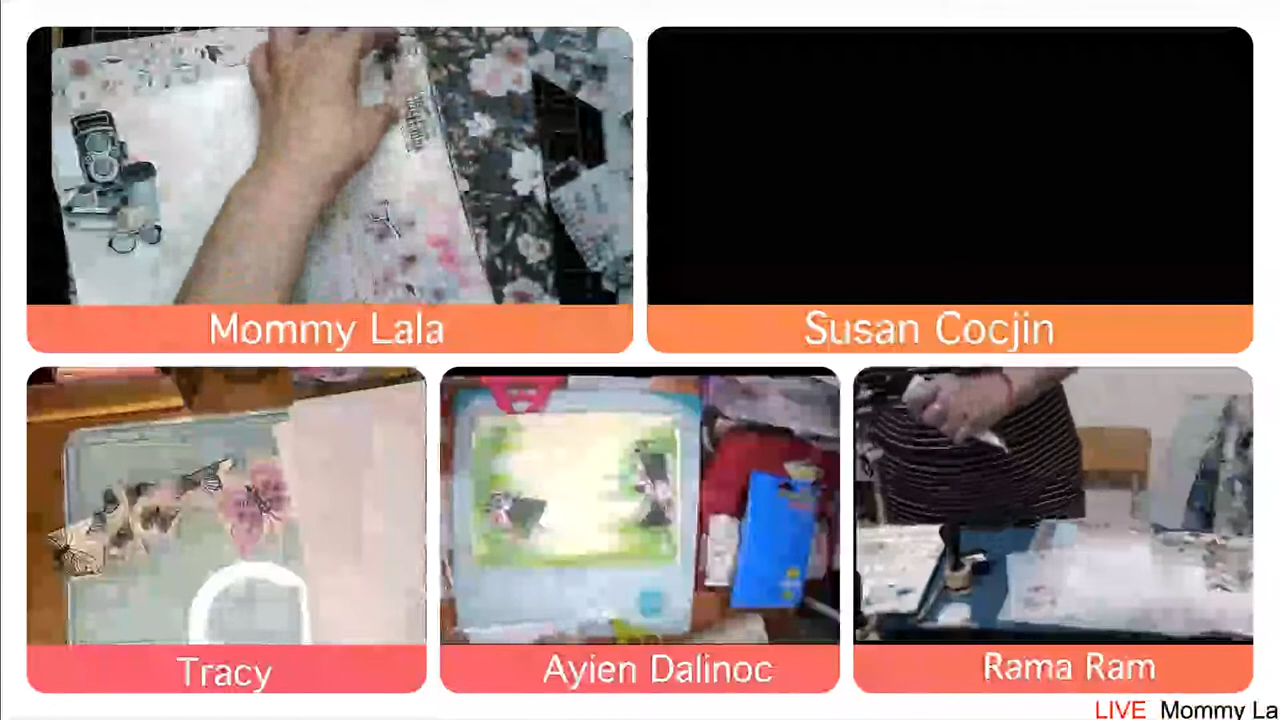 Mommy Lala
Susan Cocjin
Tracy
Ayien Dalinoc
Rama Ram
LIVE Mommy La